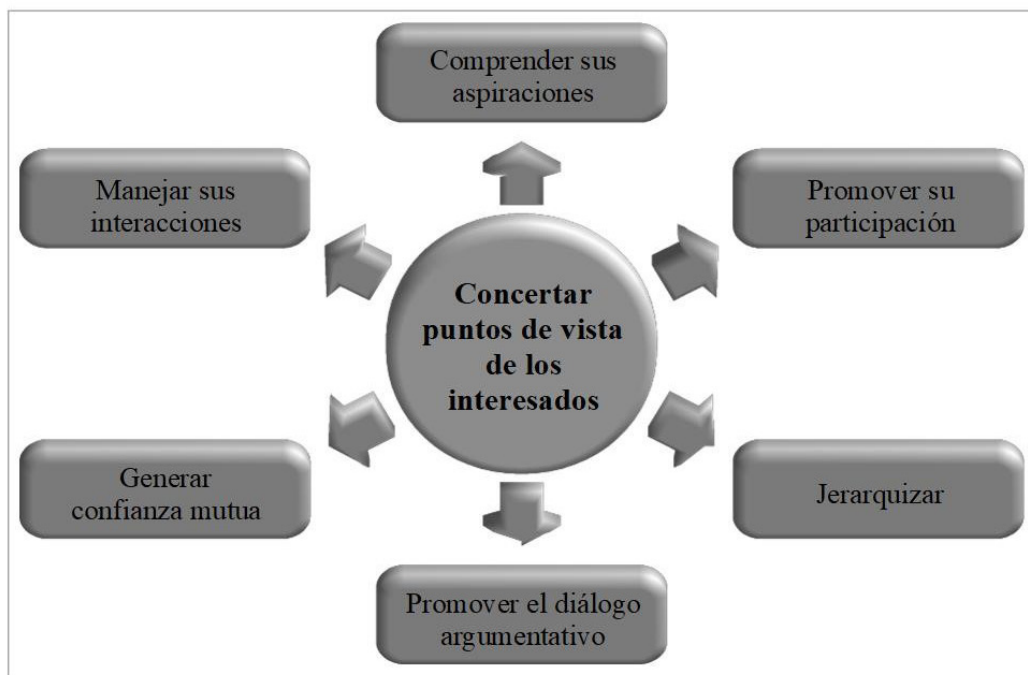 Comprender sus
aspiraciones
Manejar sus
interacciones
Promover su
participación
Concertar
puntos de vista
de los
interesados
Generar
confianza mutua
Jerarquizar
Promover el diálogo
argumentativo